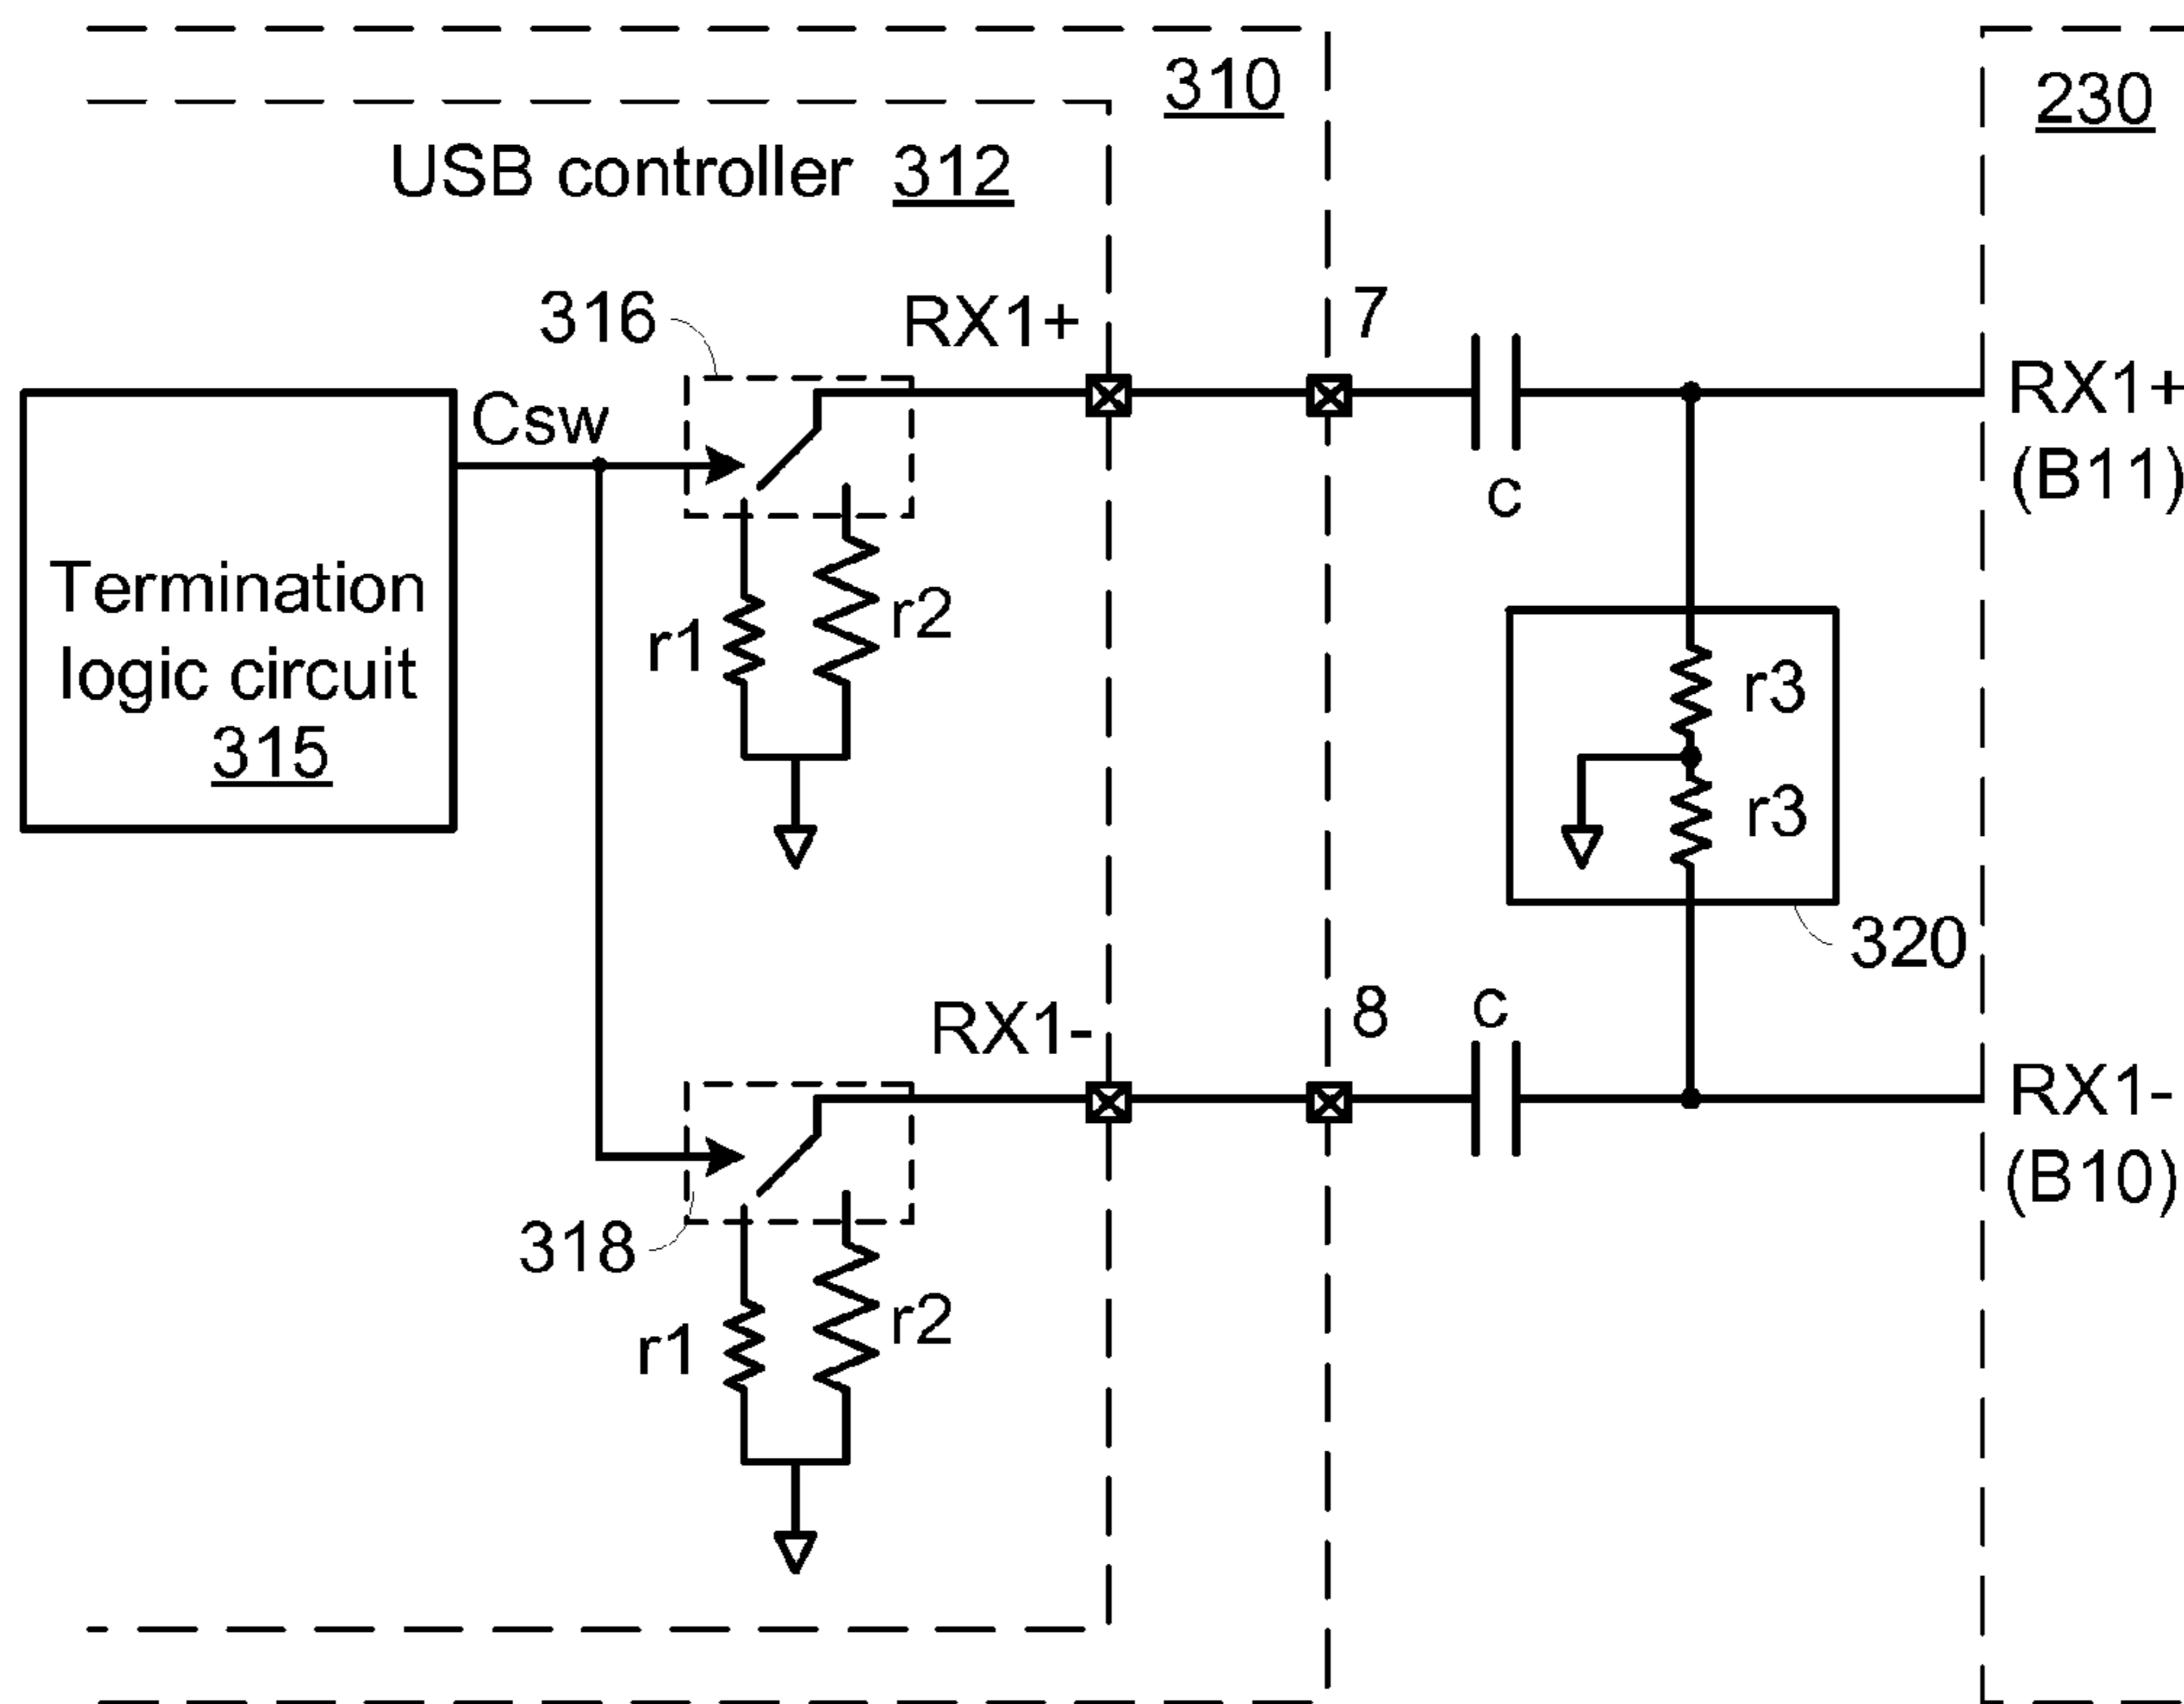 310
230
USB controller 312
316
RX1+
7
Csw
RX1+
(B11)
c
Termination
logic circuit
315
r1
r2
r3
r3
320
RX1-
8
c
RX1-
(B10)
318
r1
r2